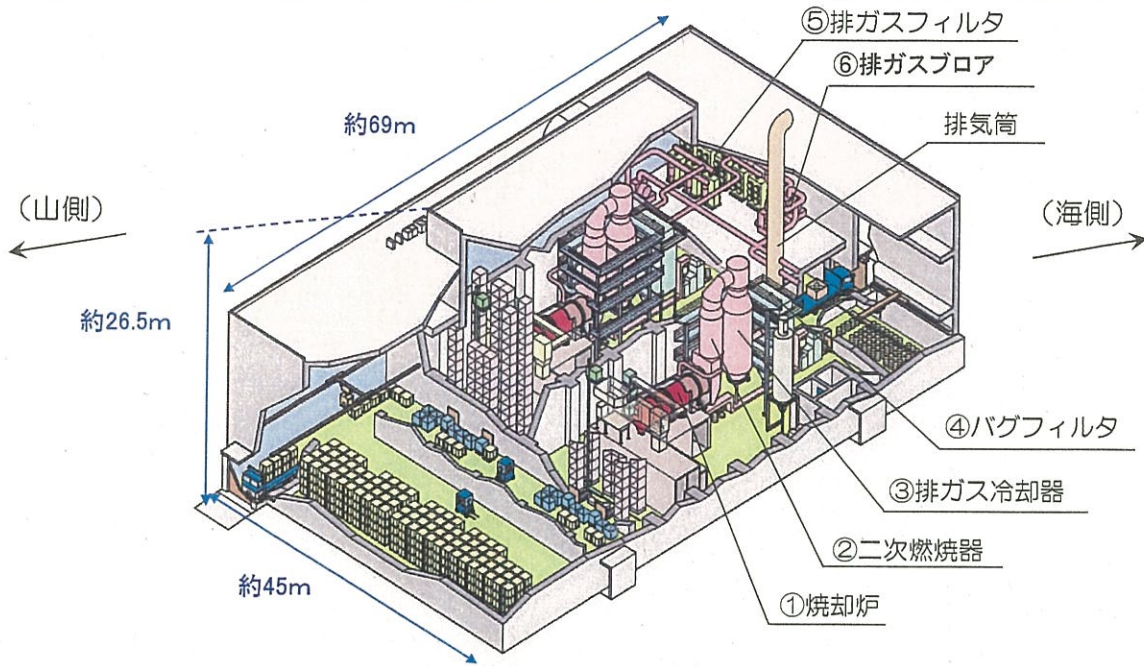 ⑤排ガスフィルタ
⑥排ガスブロア
排気筒
約69m
(山側)
(海側)
約26.5m
④バグフィルタ
③排ガス冷却器
②二次燃焼器
約45m
①焼却炉